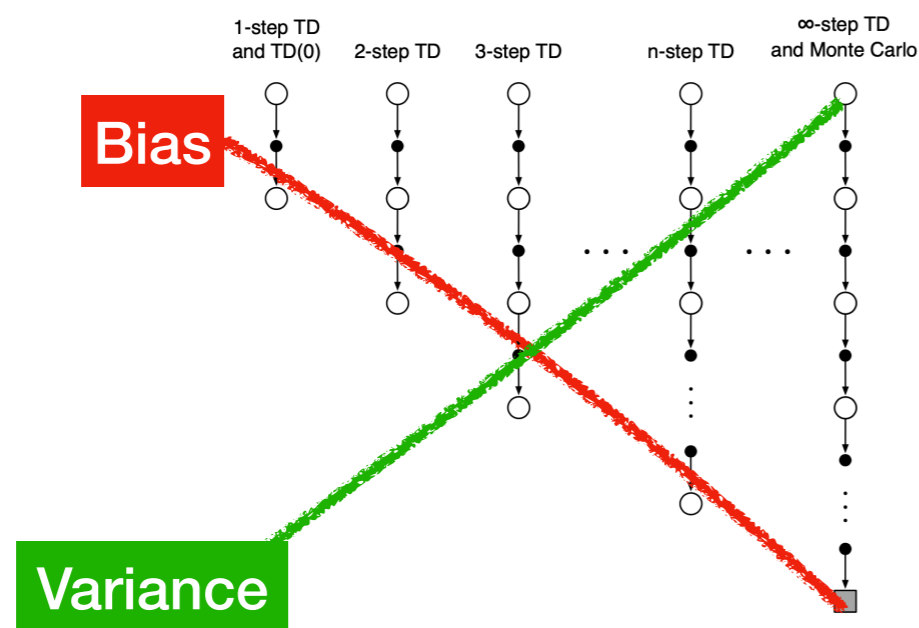 1-step TD
and TD(0)
2-step TD
3-step TD
n-step TD
∞-step TD
and Monte Carlo
Bias
Variance